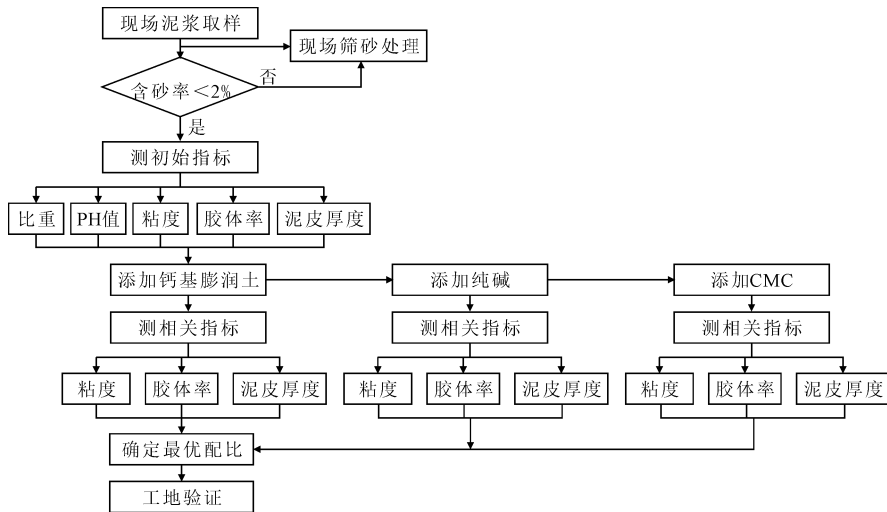 现场泥浆取样
现场筛砂处理
含砂率<2%
否
是
测初始指标
比重
PH值
粘度
胶体率
泥皮厚度
添加钙基膨润土
添加纯碱
添加CMC
测相关指标
测相关指标
测相关指标
粘度
胶体率
泥皮厚度
粘度
胶体率
泥皮厚度
粘度
胶体率
泥皮厚度
确定最优配比
工地验证